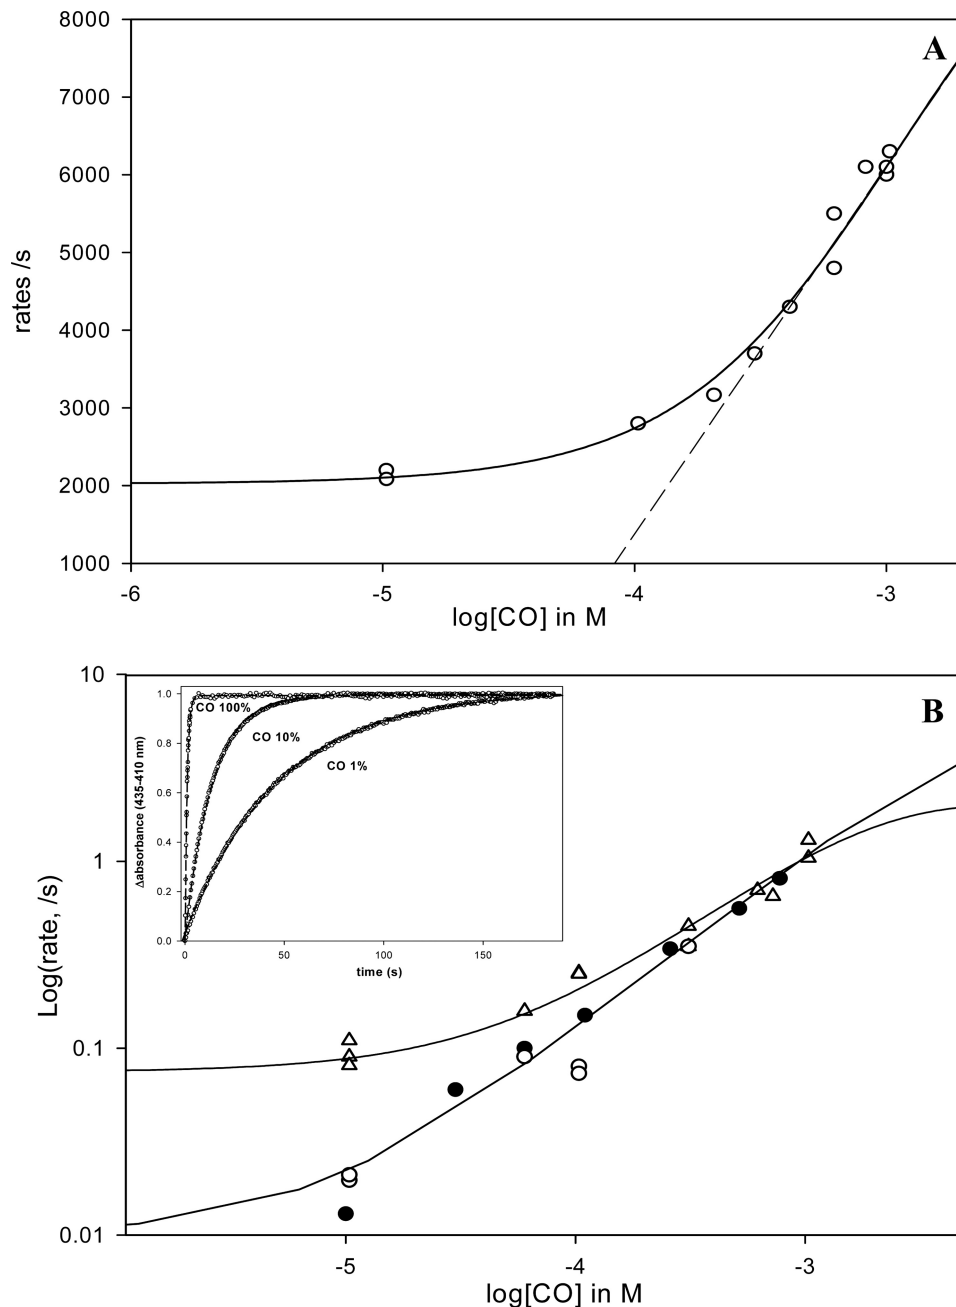 A
8000
7000
6000
5000
4000
3000
2000
1000
rates /s
-6
-5
-4
-3
log[CO] in M
B
10
1
0.1
0.01
Log(rate, /s)
1.0
0.8
0.6
0.4
0.2
0.0
Δabsorbance (435-410 nm)
CO 100%
CO 10%
CO 1%
0
50
100
150
time (s)
-5
-4
-3
log[CO] in M